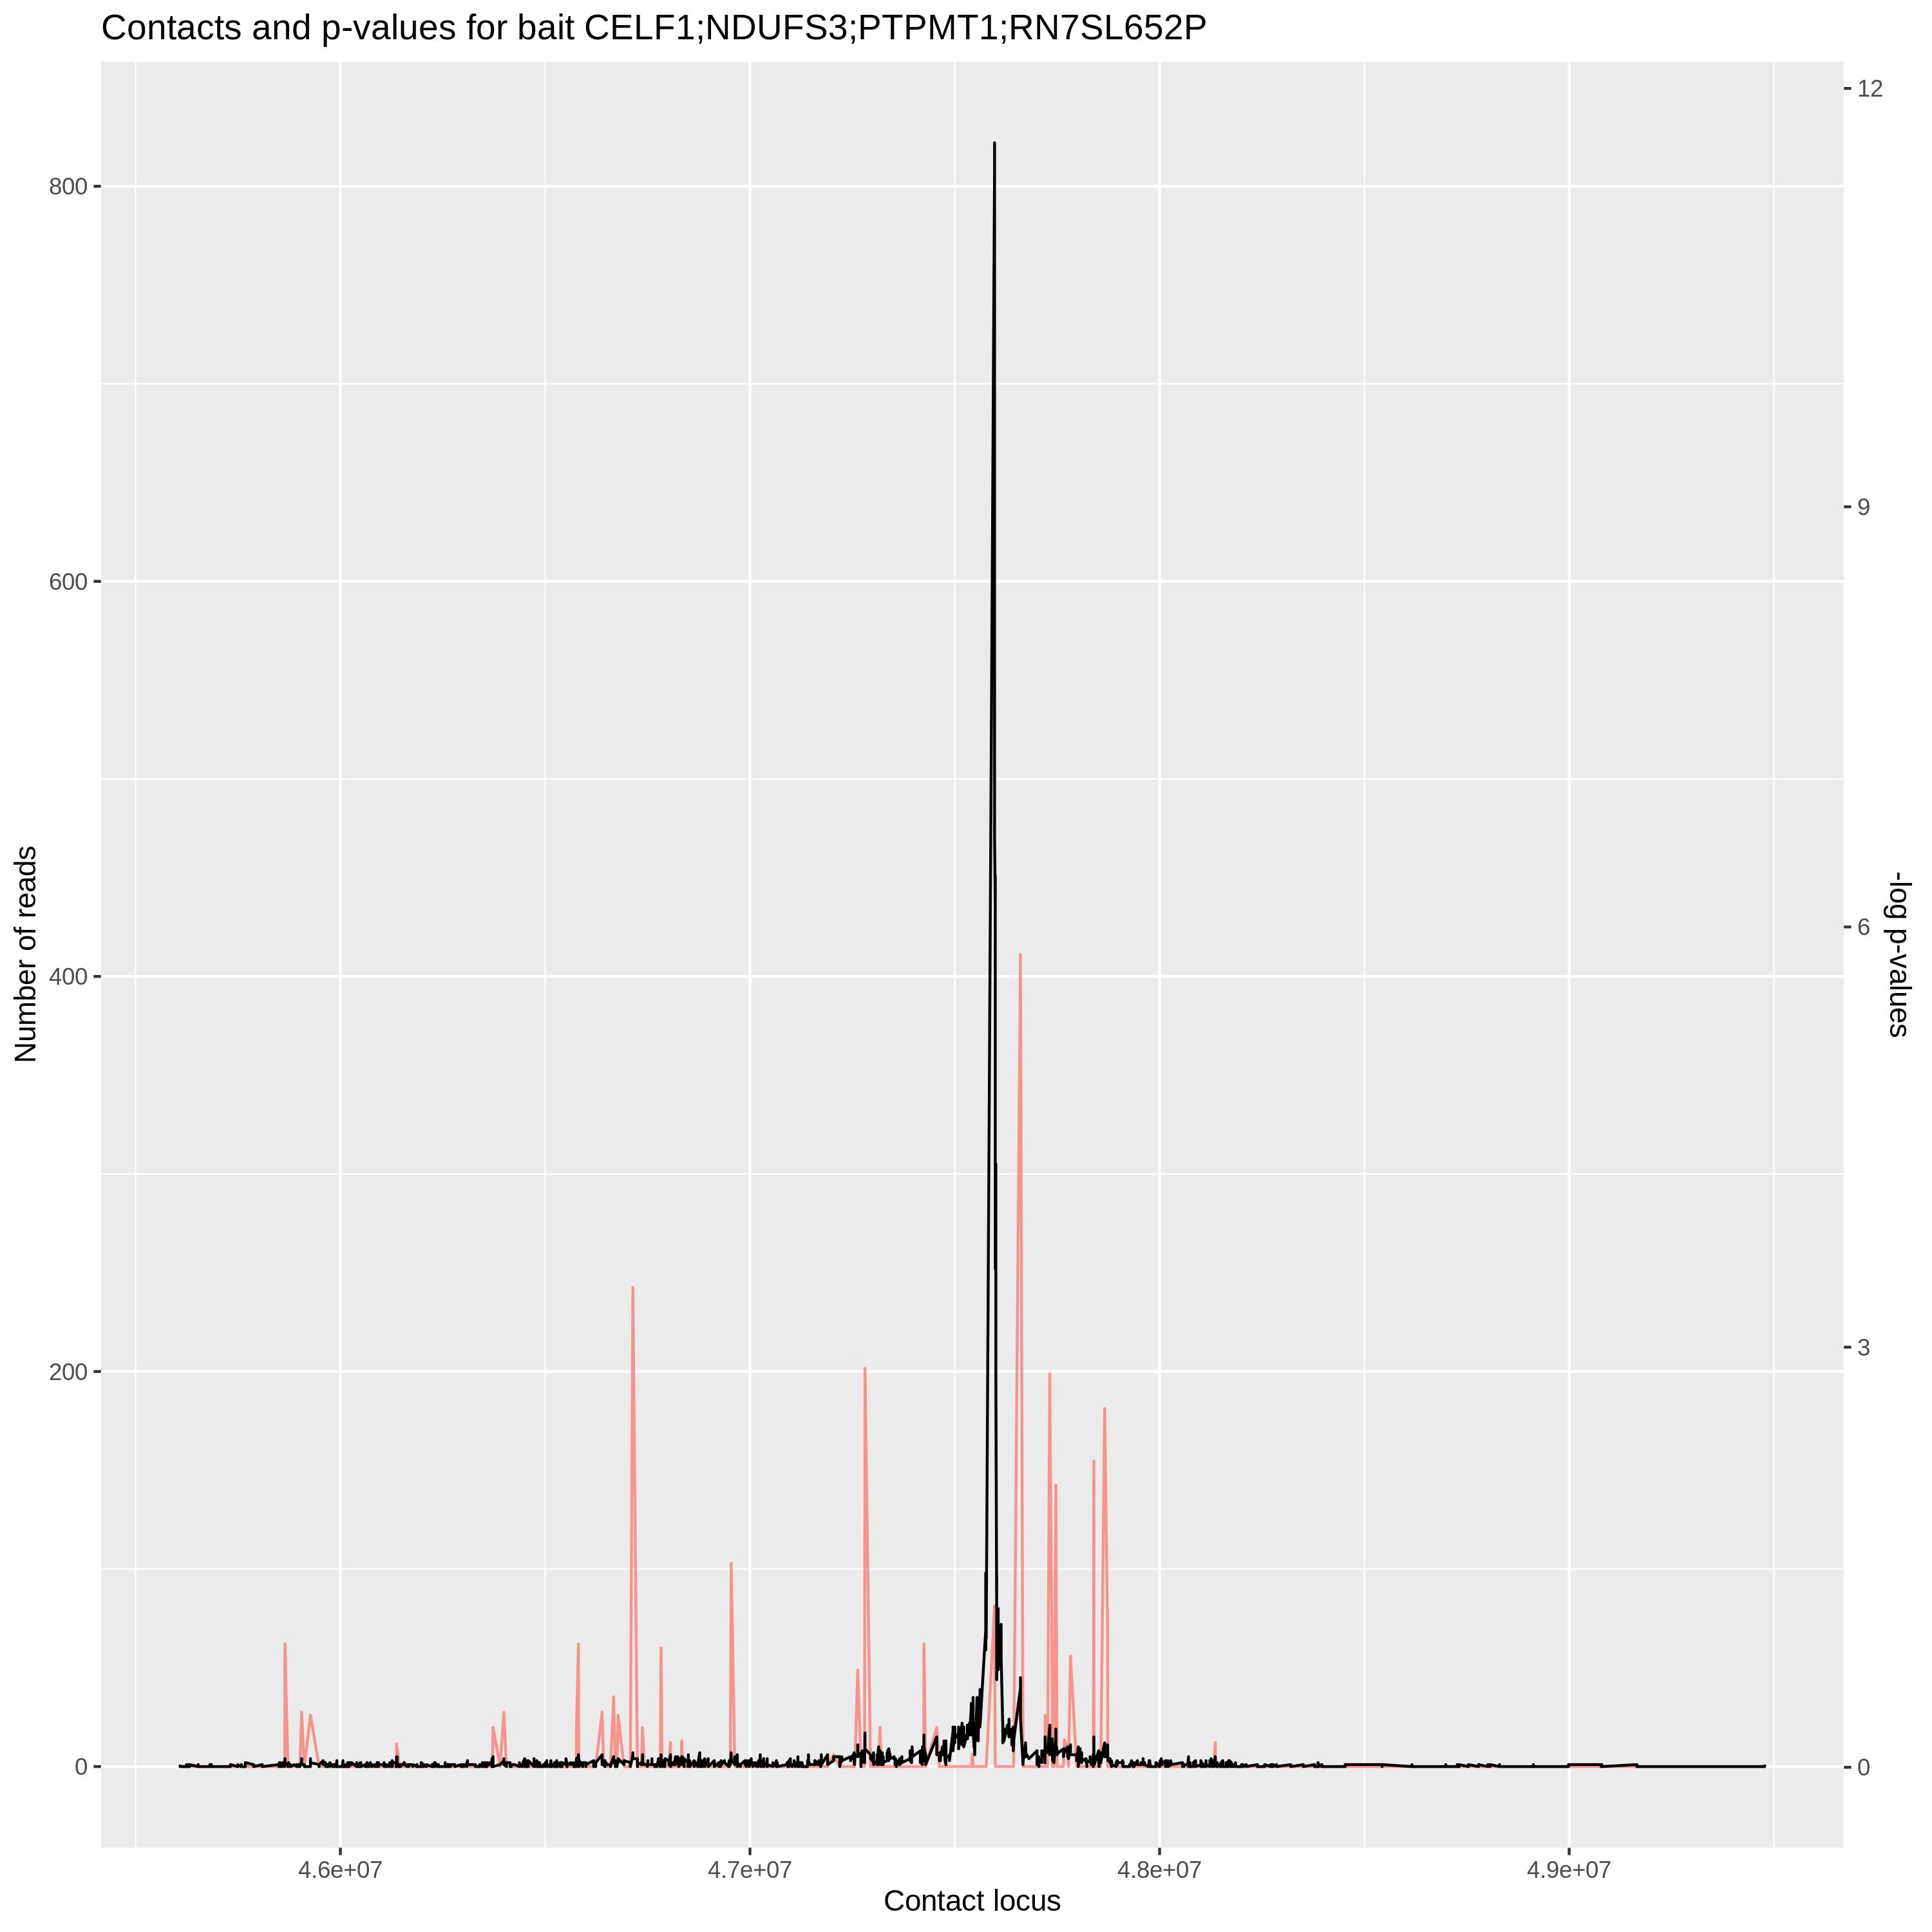 Contacts and p-values for bait CELF1;NDUFS3;PTPMT1;RN7SL652P
Number of reads
800
600
400
200
0
12
9
6
3
0
-log p-values
4.6e+07
4.7e+07
4.8e+07
4.9e+07
Contact locus